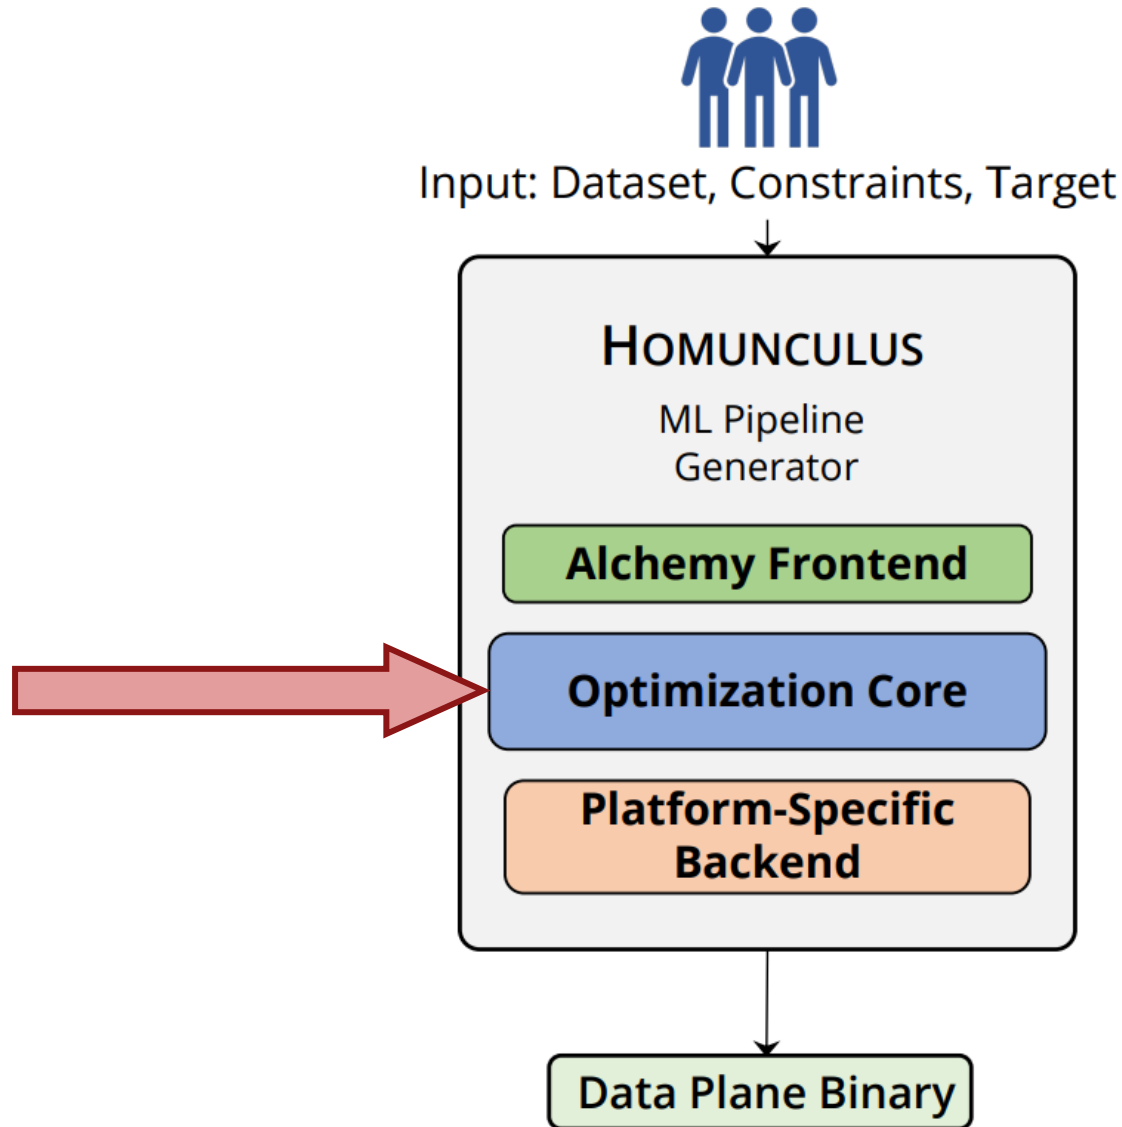 Input: Dataset, Constraints, Target
HOMUNCULUS
ML Pipeline
Generator
Alchemy Frontend
Optimization Core
Platform-Specific
Backend
Data Plane Binary